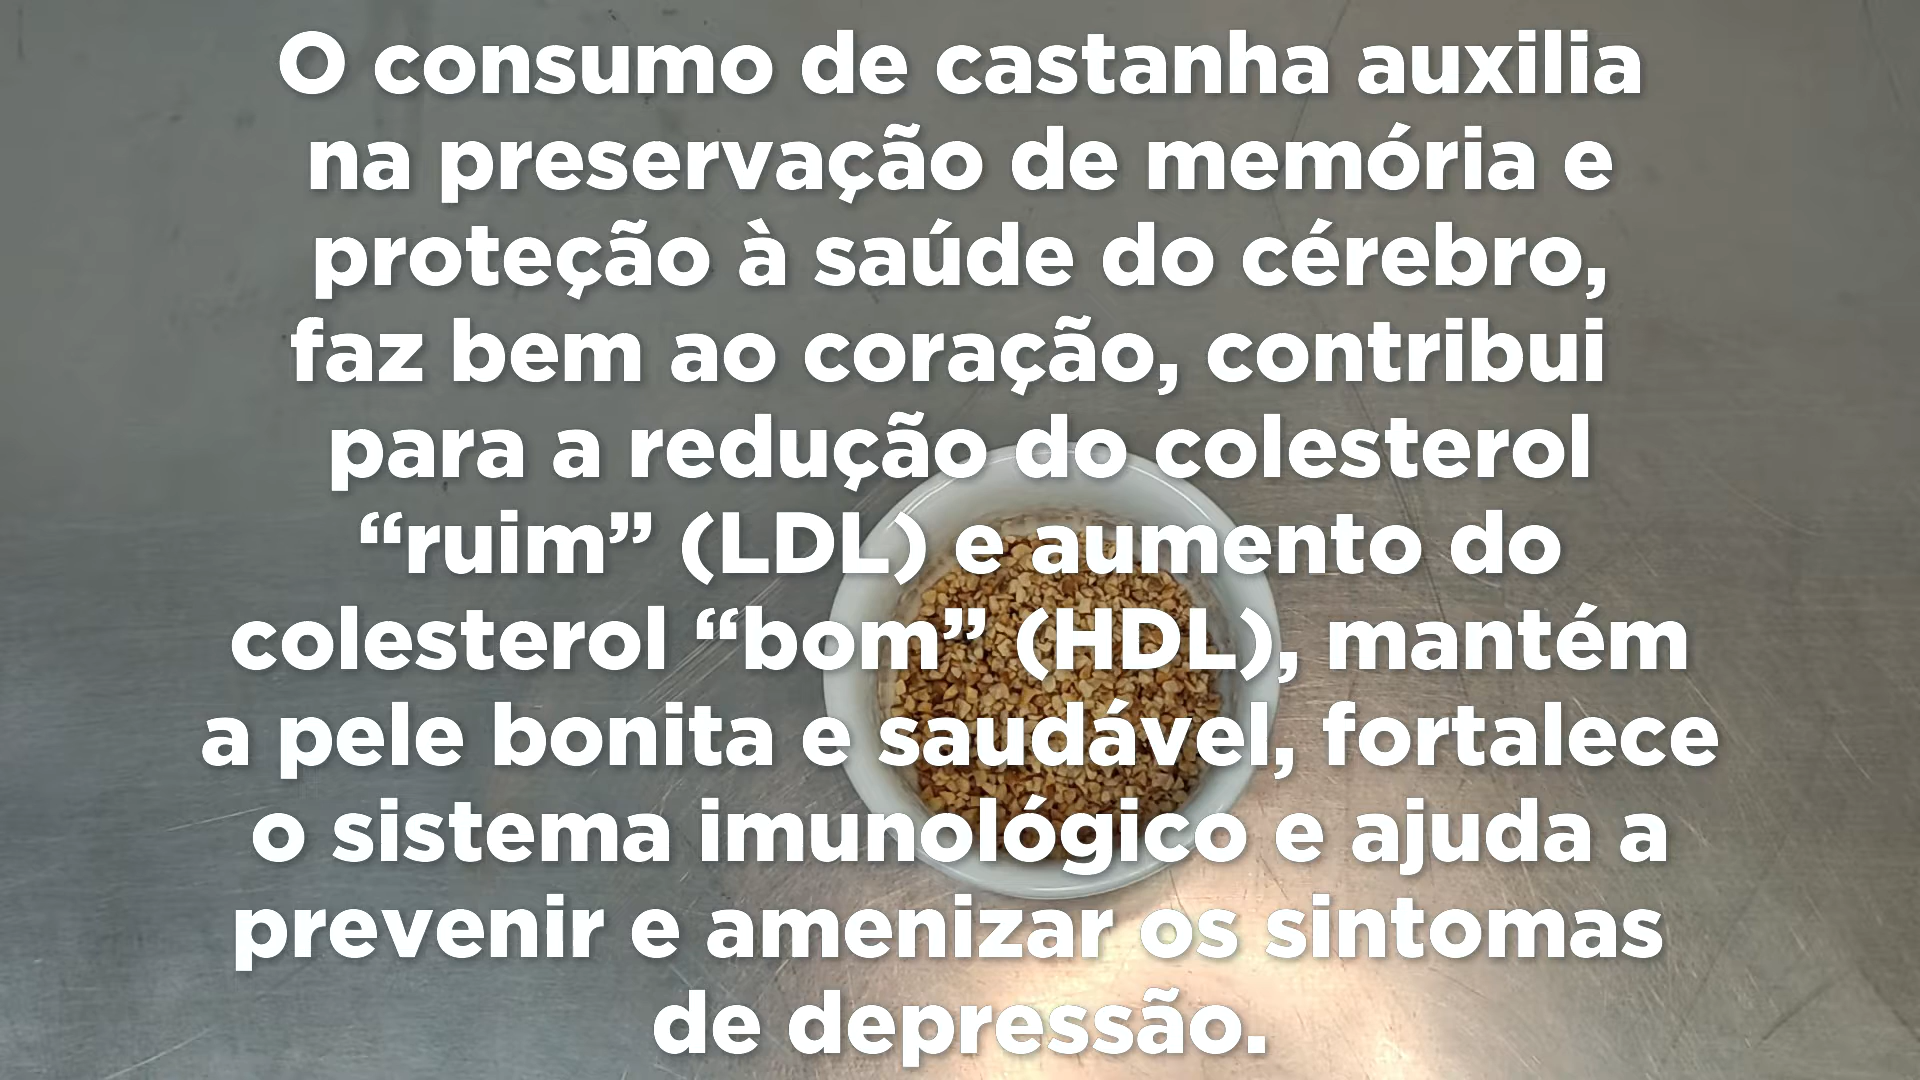 O consumo de castanha auxilia
na preservação de memória e
proteção à saúde do cérebro,
faz bem ao coração, contribui
para a redução do colesterol
“ruim” (LDL) e aumento do
colesterol “bom” (HDL), mantém
a pele bonita e saudável, fortalece
o sistema imunológico e ajuda a
prevenir e amenizar os sintomas
de depressão.